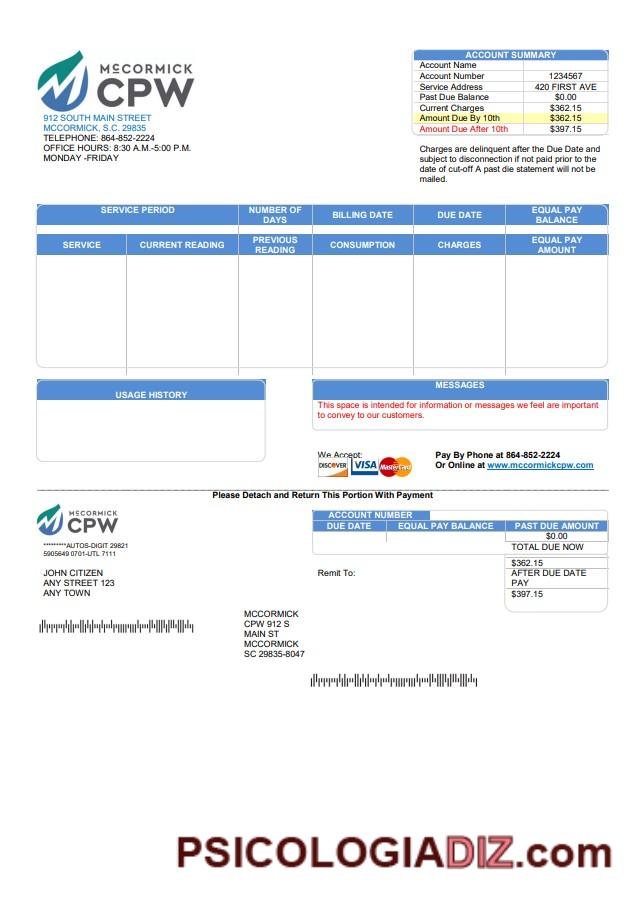 McCORMICK
CPW
912 SOUTH MAIN STREET
MCCORMICK, S.C. 29835
TELEPHONE: 864-852-2224
OFFICE HOURS: 8:30 A.M.-5:00 P.M.
MONDAY -FRIDAY
ACCOUNT SUMMARY
Account Name
Account Number 1234567
Service Address 420 FIRST AVE
Past Due Balance $0.00
Current Charges $362.15
Amount Due By 10th $362.15
Amount Due After 10th $397.15
Charges are delinquent after the Due Date and
subject to disconnection if not paid prior to the
date of cut-off A past die statement will not be
mailed.
SERVICE PERIOD NUMBER OF DAYS BILLING DATE DUE DATE EQUAL PAY BALANCE
SERVICE CURRENT READING PREVIOUS READING CONSUMPTION CHARGES EQUAL PAY AMOUNT
USAGE HISTORY
MESSAGES
This space is intended for information or messages we feel are important
to convey to our customers.
We Accept:
DISCOVER VISA MasterCard
Pay By Phone at 864-852-2224
Or Online at www.mccormickcpw.com
Please Detach and Return This Portion With Payment
McCORMICK
CPW
*********AUTOS-DIGIT 29821
5905649 0701-UTL 7111
JOHN CITIZEN
ANY STREET 123
ANY TOWN
ACCOUNT NUMBER
DUE DATE EQUAL PAY BALANCE PAST DUE AMOUNT
$0.00
TOTAL DUE NOW
$362.15
AFTER DUE DATE
PAY
$397.15
Remit To:
MCCORMICK
CPW 912 S
MAIN ST
MCCORMICK
SC 29835-8047
PSICOLOGIADIZ.com